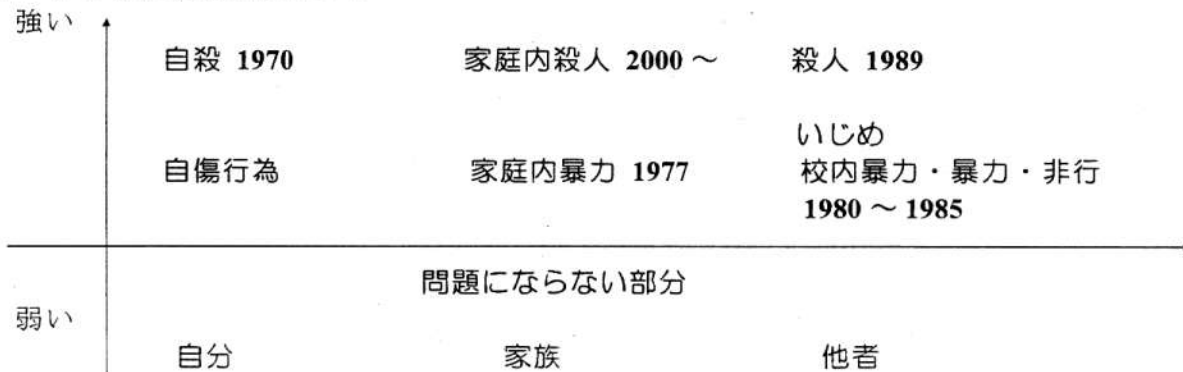 強い
自殺 1970 家庭内殺人 2000 ～ 殺人 1989
いじめ
自傷行為 家庭内暴力 1977 校内暴力・暴力・非行
1980 ～ 1985
問題にならない部分
弱い
自分 家族 他者